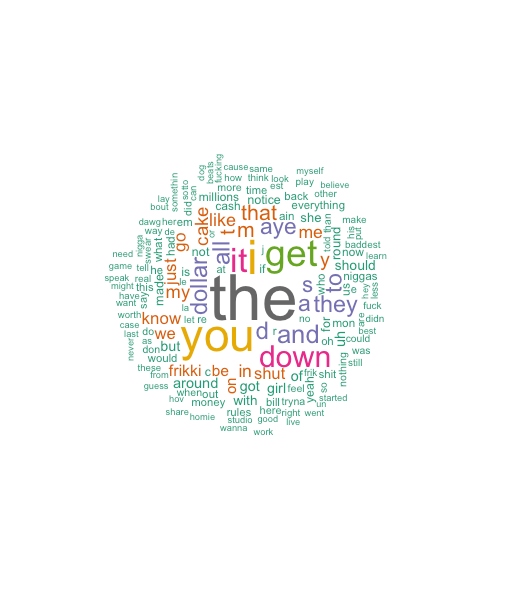 dog
beats
fucking
cause same
myself
somethin
sotto
can
how think look
play believe
lay
did
more time est
back other
bout
millions notice
everything
cash
dawg her em
cake like that ain she make
or
t m aye me
told than
his
put
way de
go
baddest
nigga
swear
what had
not all it i get y round now learn
need
if j
should
game tell he is at
who
to
us
niggas
hey
less
speak real
just
dollar
s
e
might this made le
the
a they
fuck
have say my
want
la
no for mon are
didn
worth know let re
you d r and
uh
best
case do we
oh
could
last
as but
down
was
never
don
would
nothing
still
these frikki c be in shut of frik shit
from
guess around on got girl feel yeah so
started
when out
hov money with bill tryna un
share rules here right went
homie studio good live
wanna work